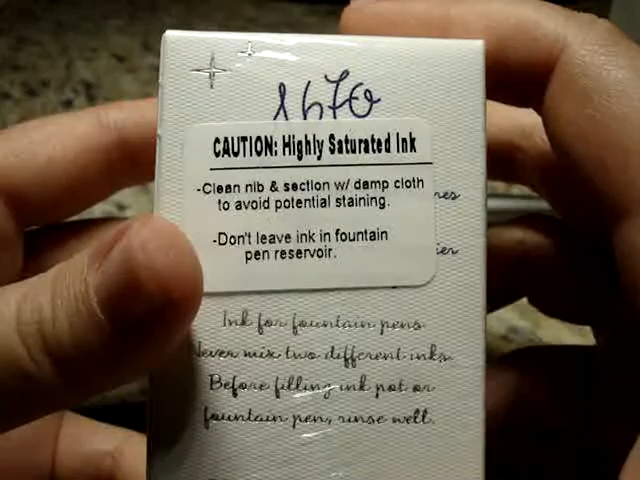 1670
CAUTION: Highly Saturated Ink
-Clean nib & section w/ damp cloth
to avoid potential staining.
-Don't leave ink in fountain
pen reservoir.
Ink for fountain pens
Never mix two different inks.
Before filling ink pot or
fountain pen, rinse well.